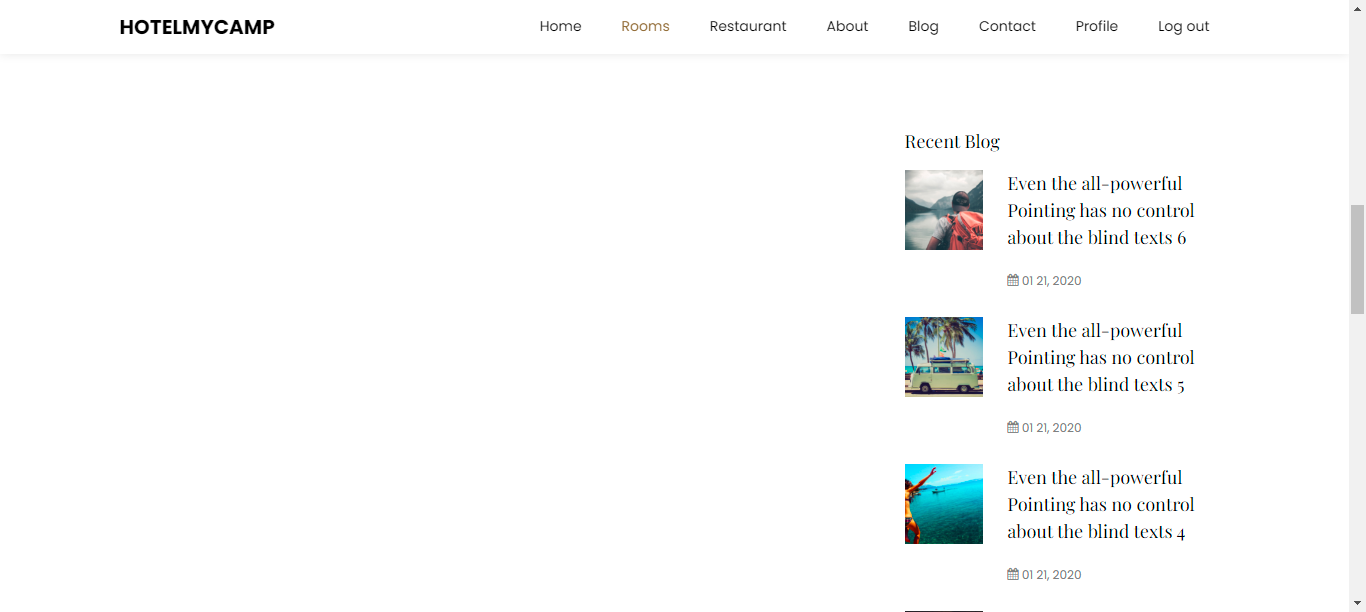 HOTELMYCAMP
Home Rooms Restaurant About Blog Contact Profile Log out
Recent Blog
Even the all-powerful
Pointing has no control
about the blind texts 6
01 21, 2020
Even the all-powerful
Pointing has no control
about the blind texts 5
01 21, 2020
Even the all-powerful
Pointing has no control
about the blind texts 4
01 21, 2020